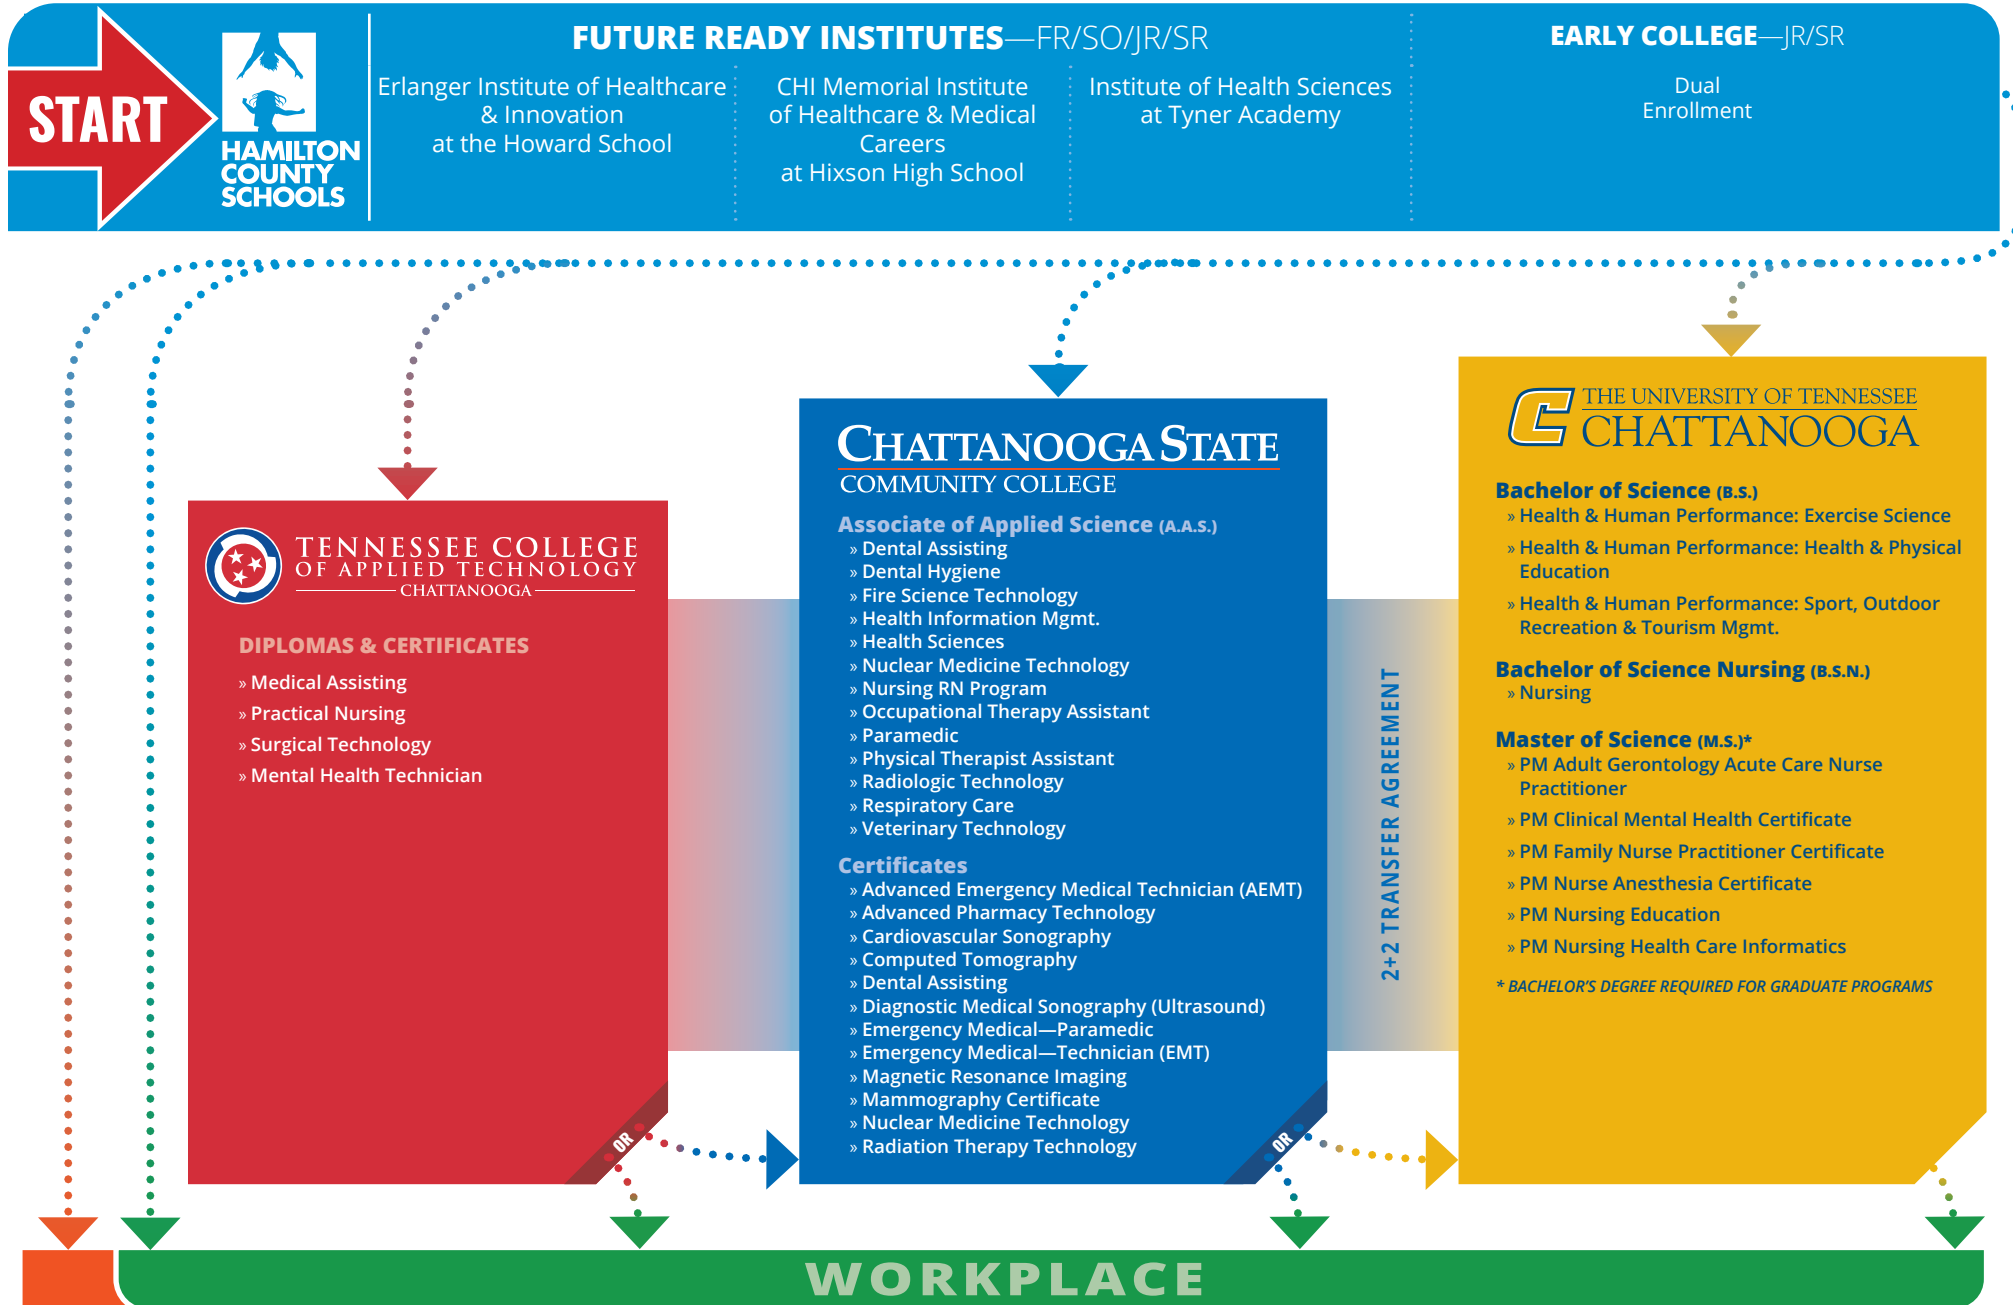 START
HAMILTON
COUNTY
SCHOOLS
FUTURE READY INSTITUTES—FR/SO/JR/SR
Erlanger Institute of Healthcare
& Innovation
at the Howard School
CHI Memorial Institute
of Healthcare & Medical
Careers
at Hixson High School
Institute of Health Sciences
at Tyner Academy
EARLY COLLEGE—JR/SR
Dual
Enrollment
TENNESSEE COLLEGE
OF APPLIED TECHNOLOGY
CHATTANOOGA
DIPLOMAS & CERTIFICATES
» Medical Assisting
» Practical Nursing
» Surgical Technology
» Mental Health Technician
OR
CHATTANOOGA STATE
COMMUNITY COLLEGE
Associate of Applied Science (A.A.S.)
» Dental Assisting
» Dental Hygiene
» Fire Science Technology
» Health Information Mgmt.
» Health Sciences
» Nuclear Medicine Technology
» Nursing RN Program
» Occupational Therapy Assistant
» Paramedic
» Physical Therapist Assistant
» Radiologic Technology
» Respiratory Care
» Veterinary Technology
Certificates
» Advanced Emergency Medical Technician (AEMT)
» Advanced Pharmacy Technology
» Cardiovascular Sonography
» Computed Tomography
» Dental Assisting
» Diagnostic Medical Sonography (Ultrasound)
» Emergency Medical—Paramedic
» Emergency Medical—Technician (EMT)
» Magnetic Resonance Imaging
» Mammography Certificate
» Nuclear Medicine Technology
» Radiation Therapy Technology
OR
2+2 TRANSFER AGREEMENT
C THE UNIVERSITY OF TENNESSEE
CHATTANOOGA
Bachelor of Science (B.S.)
» Health & Human Performance: Exercise Science
» Health & Human Performance: Health & Physical
Education
» Health & Human Performance: Sport, Outdoor
Recreation & Tourism Mgmt.
Bachelor of Science Nursing (B.S.N.)
» Nursing
Master of Science (M.S.)*
» PM Adult Gerontology Acute Care Nurse
Practitioner
» PM Clinical Mental Health Certificate
» PM Family Nurse Practitioner Certificate
» PM Nurse Anesthesia Certificate
» PM Nursing Education
» PM Nursing Health Care Informatics
* BACHELOR'S DEGREE REQUIRED FOR GRADUATE PROGRAMS
WORKPLACE